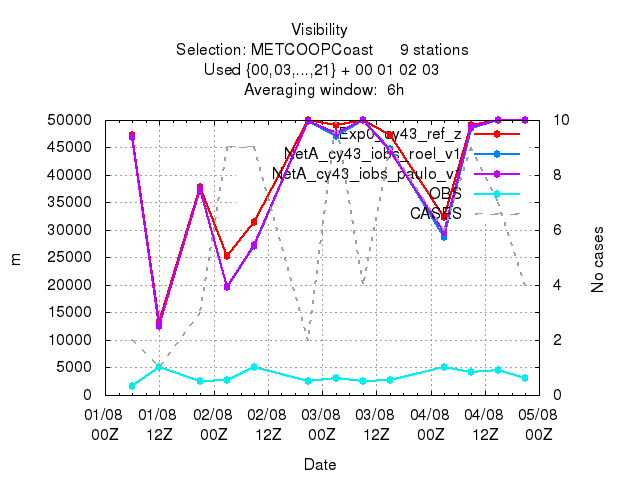 Visibility
Selection: METCOOPCoast 9 stations
Used {00,03,...,21} + 00 01 02 03
Averaging window: 6h
50000
45000
40000
35000
30000
25000
20000
15000
10000
5000
0
m
10
8
6
4
2
0
No cases
Exp0_cy43_ref_z
NetA_cy43_iobs_roel_v1
NetA_cy43_iobs_paulo_v1
OBS
CASES
01/08 01/08 02/08 02/08 03/08 03/08 04/08 04/08 05/08
00Z 12Z 00Z 12Z 00Z 12Z 00Z 12Z 00Z
Date